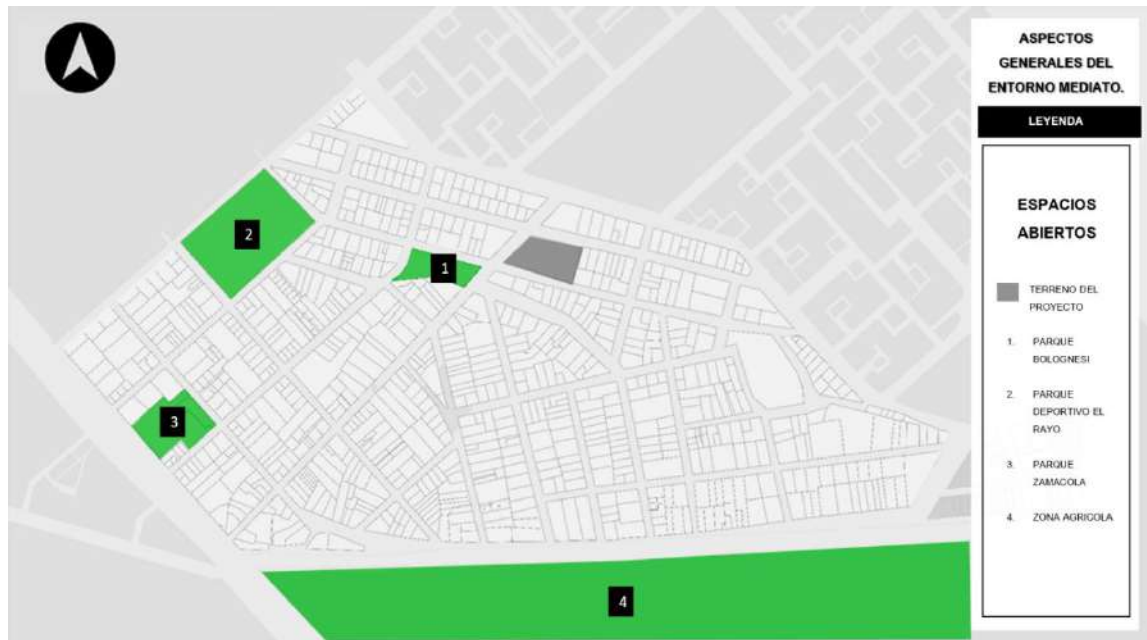 ASPECTOS
GENERALES DEL
ENTORNO MEDIATO.
LEYENDA
ESPACIOS
ABIERTOS
TERRENO DEL
PROYECTO
1. PARQUE
BOLOGNESI
2. PARQUE
DEPORTIVO EL
RAYO
3. PARQUE
ZAMACOLA
4. ZONA AGRICOLA
2
1
3
4